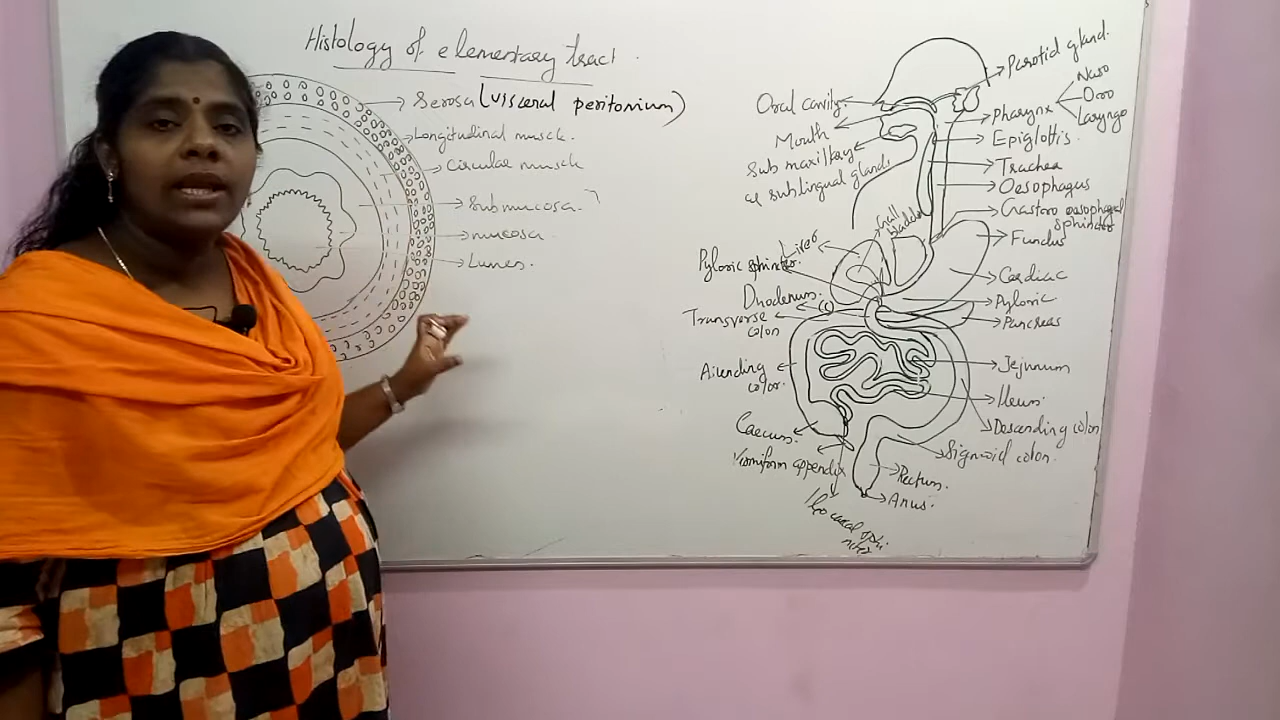 Histology of elementary tract.
Serosa (visceral peritonium)
Longitudinal muscle.
Circular muscle
Submucosa.
mucosa
Lumen.
Parotid gland.
Oral cavity.
Naso
Pharynx
Oro
Laryngo
Mouth
Epiglottis.
Sub maxillary
sublingual glands
Trachea
Oesophagus
Gastro oesophageal
sphincter
Gall
bladder
Liver
Fundus
Pyloric sphincter.
Cardiac
Dhodenum.
(c)
Pyloric
Transverse
colon
Pancreas
Ascending
colon.
Jejunum
Ileum.
Descending colon
Caecum.
Sigmoid colon.
Vermiform appendix
Rectum.
Anus.